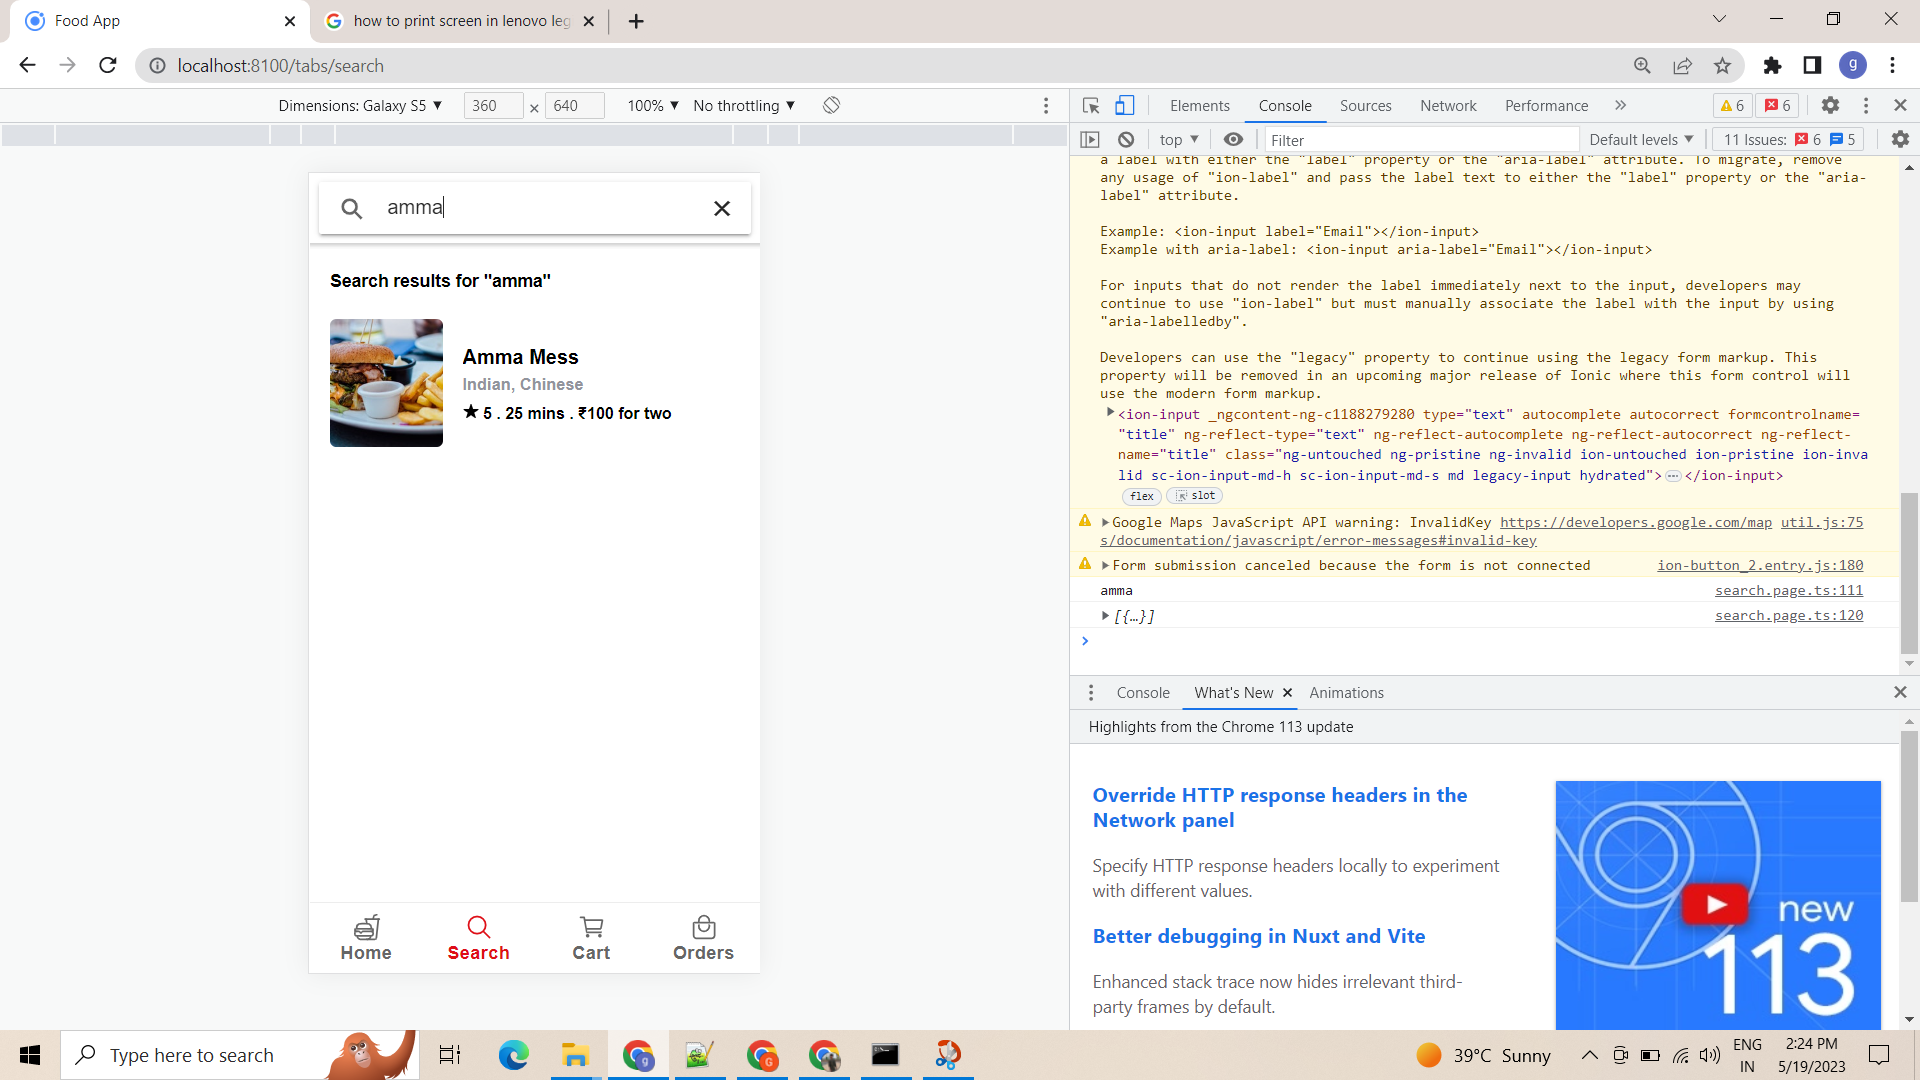 Food App
how to print screen in lenovo leg
localhost:8100/tabs/search
g
Dimensions: Galaxy S5 ▼ 360 × 640 100% ▼ No throttling ▼
Elements Console Sources Network Performance » 6 6
top ▼ Filter Default levels ▼ 11 Issues: 6 5
amma
Search results for "amma"
Amma Mess
Indian, Chinese
★ 5 . 25 mins . ₹100 for two
Home Search Cart Orders
a label with either the "label" property or the "aria-label" attribute. To migrate, remove
any usage of "ion-label" and pass the label text to either the "label" property or the "aria-
label" attribute.
Example: <ion-input label="Email"></ion-input>
Example with aria-label: <ion-input aria-label="Email"></ion-input>
For inputs that do not render the label immediately next to the input, developers may
continue to use "ion-label" but must manually associate the label with the input by using
"aria-labelledby".
Developers can use the "legacy" property to continue using the legacy form markup. This
property will be removed in an upcoming major release of Ionic where this form control will
use the modern form markup.
<ion-input _ngcontent-ng-c1188279280 type="text" autocomplete autocorrect formcontrolname=
"title" ng-reflect-type="text" ng-reflect-autocomplete ng-reflect-autocorrect ng-reflect-
name="title" class="ng-untouched ng-pristine ng-invalid ion-untouched ion-pristine ion-inva
lid sc-ion-input-md-h sc-ion-input-md-s md legacy-input hydrated">…</ion-input>
flex slot
Google Maps JavaScript API warning: InvalidKey https://developers.google.com/map util.js:75
s/documentation/javascript/error-messages#invalid-key
Form submission canceled because the form is not connected ion-button_2.entry.js:180
amma search.page.ts:111
[{…}] search.page.ts:120
Console What's New Animations
Highlights from the Chrome 113 update
Override HTTP response headers in the
Network panel
Specify HTTP response headers locally to experiment
with different values.
Better debugging in Nuxt and Vite
Enhanced stack trace now hides irrelevant third-
party frames by default.
new
113
Type here to search
g
G
39°C Sunny
ENG
IN
2:24 PM
5/19/2023